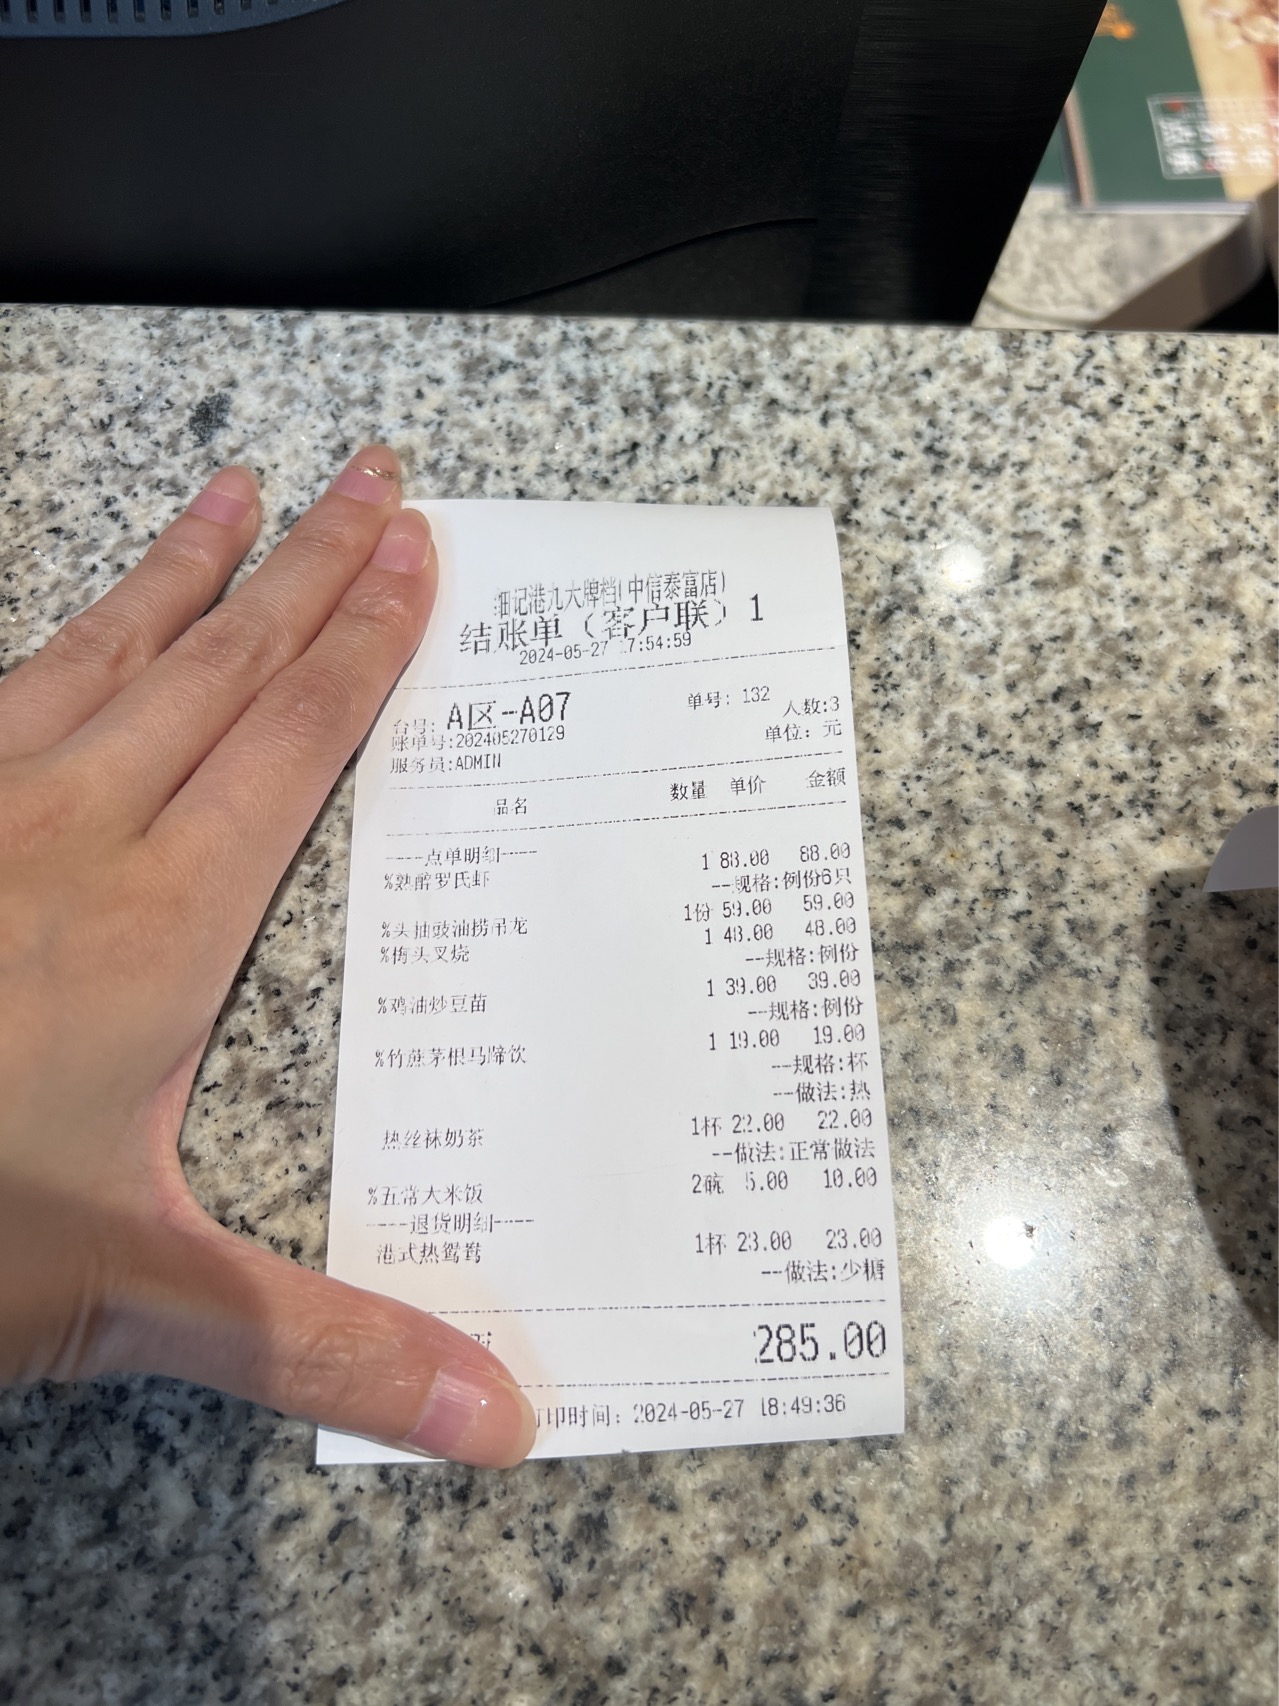 细记港九大牌档(中信泰富店)
结账单（客户联）1
2024-05-27 17:54:59
台号: A区-A07 单号: 132 人数:3
账单号:202405270129 单位: 元
服务员:ADMIN
品名 数量 单价 金额
----点单明细----
%熟醉罗氏虾 1 88.00 88.00
--规格:例份6只
%头抽豉油捞吊龙 1份 59.00 59.00
%梅头叉烧 1 48.00 48.00
--规格:例份
%鸡油炒豆苗 1 39.00 39.00
--规格:例份
%竹蔗茅根马蹄饮 1 19.00 19.00
--规格:杯
--做法:热
热丝袜奶茶 1杯 22.00 22.00
--做法:正常做法
%五常大米饭 2碗 5.00 10.00
----退货明细----
港式热鸳鸯 1杯 23.00 23.00
--做法:少糖
285.00
印时间: 2024-05-27 18:49:36